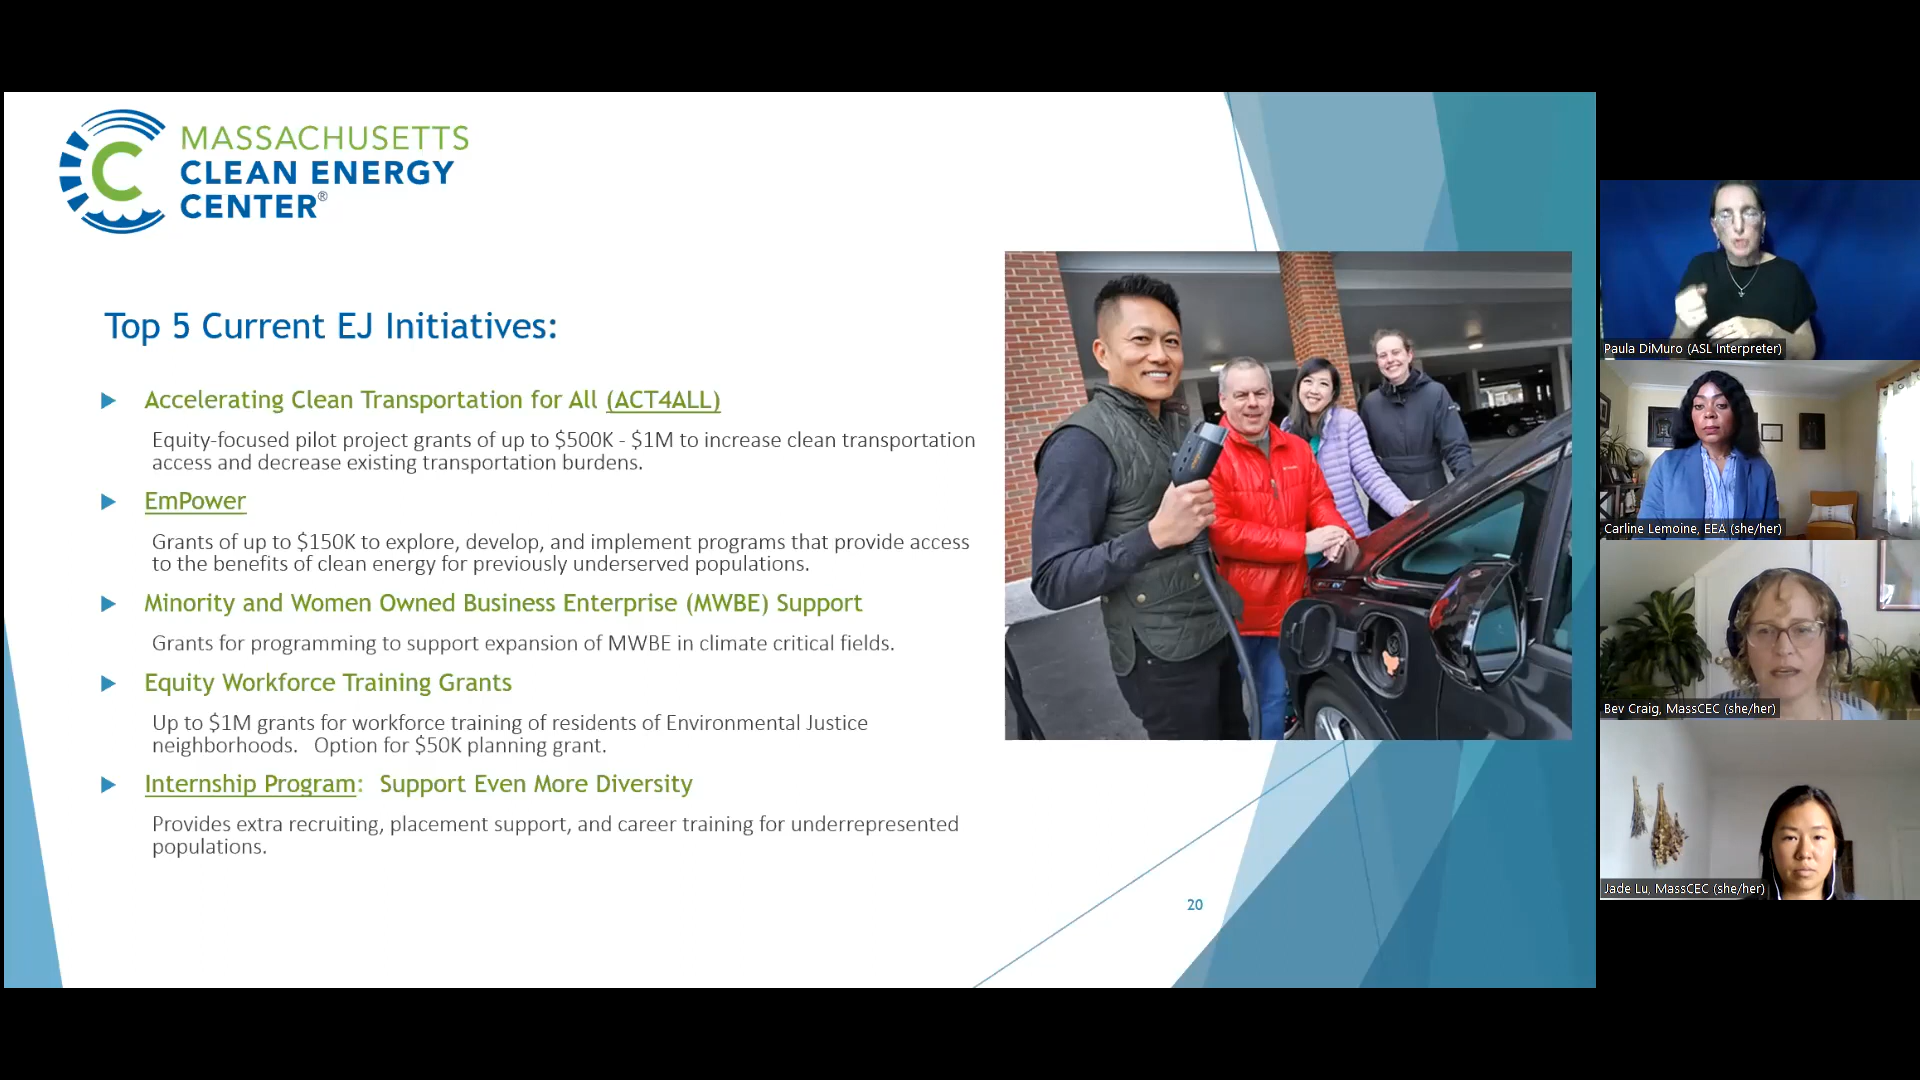 MASSACHUSETTS
CLEAN ENERGY
CENTER®
Top 5 Current EJ Initiatives:
Accelerating Clean Transportation for All (ACT4ALL)
Equity-focused pilot project grants of up to $500K - $1M to increase clean transportation
access and decrease existing transportation burdens.
EmPower
Grants of up to $150K to explore, develop, and implement programs that provide access
to the benefits of clean energy for previously underserved populations.
Minority and Women Owned Business Enterprise (MWBE) Support
Grants for programming to support expansion of MWBE in climate critical fields.
Equity Workforce Training Grants
Up to $1M grants for workforce training of residents of Environmental Justice
neighborhoods. Option for $50K planning grant.
Internship Program: Support Even More Diversity
Provides extra recruiting, placement support, and career training for underrepresented
populations.
20
Paula DiMuro (ASL Interpreter)
Carline Lemoine, EEA (she/her)
Bev Craig, MassCEC (she/her)
Jade Lu, MassCEC (she/her)